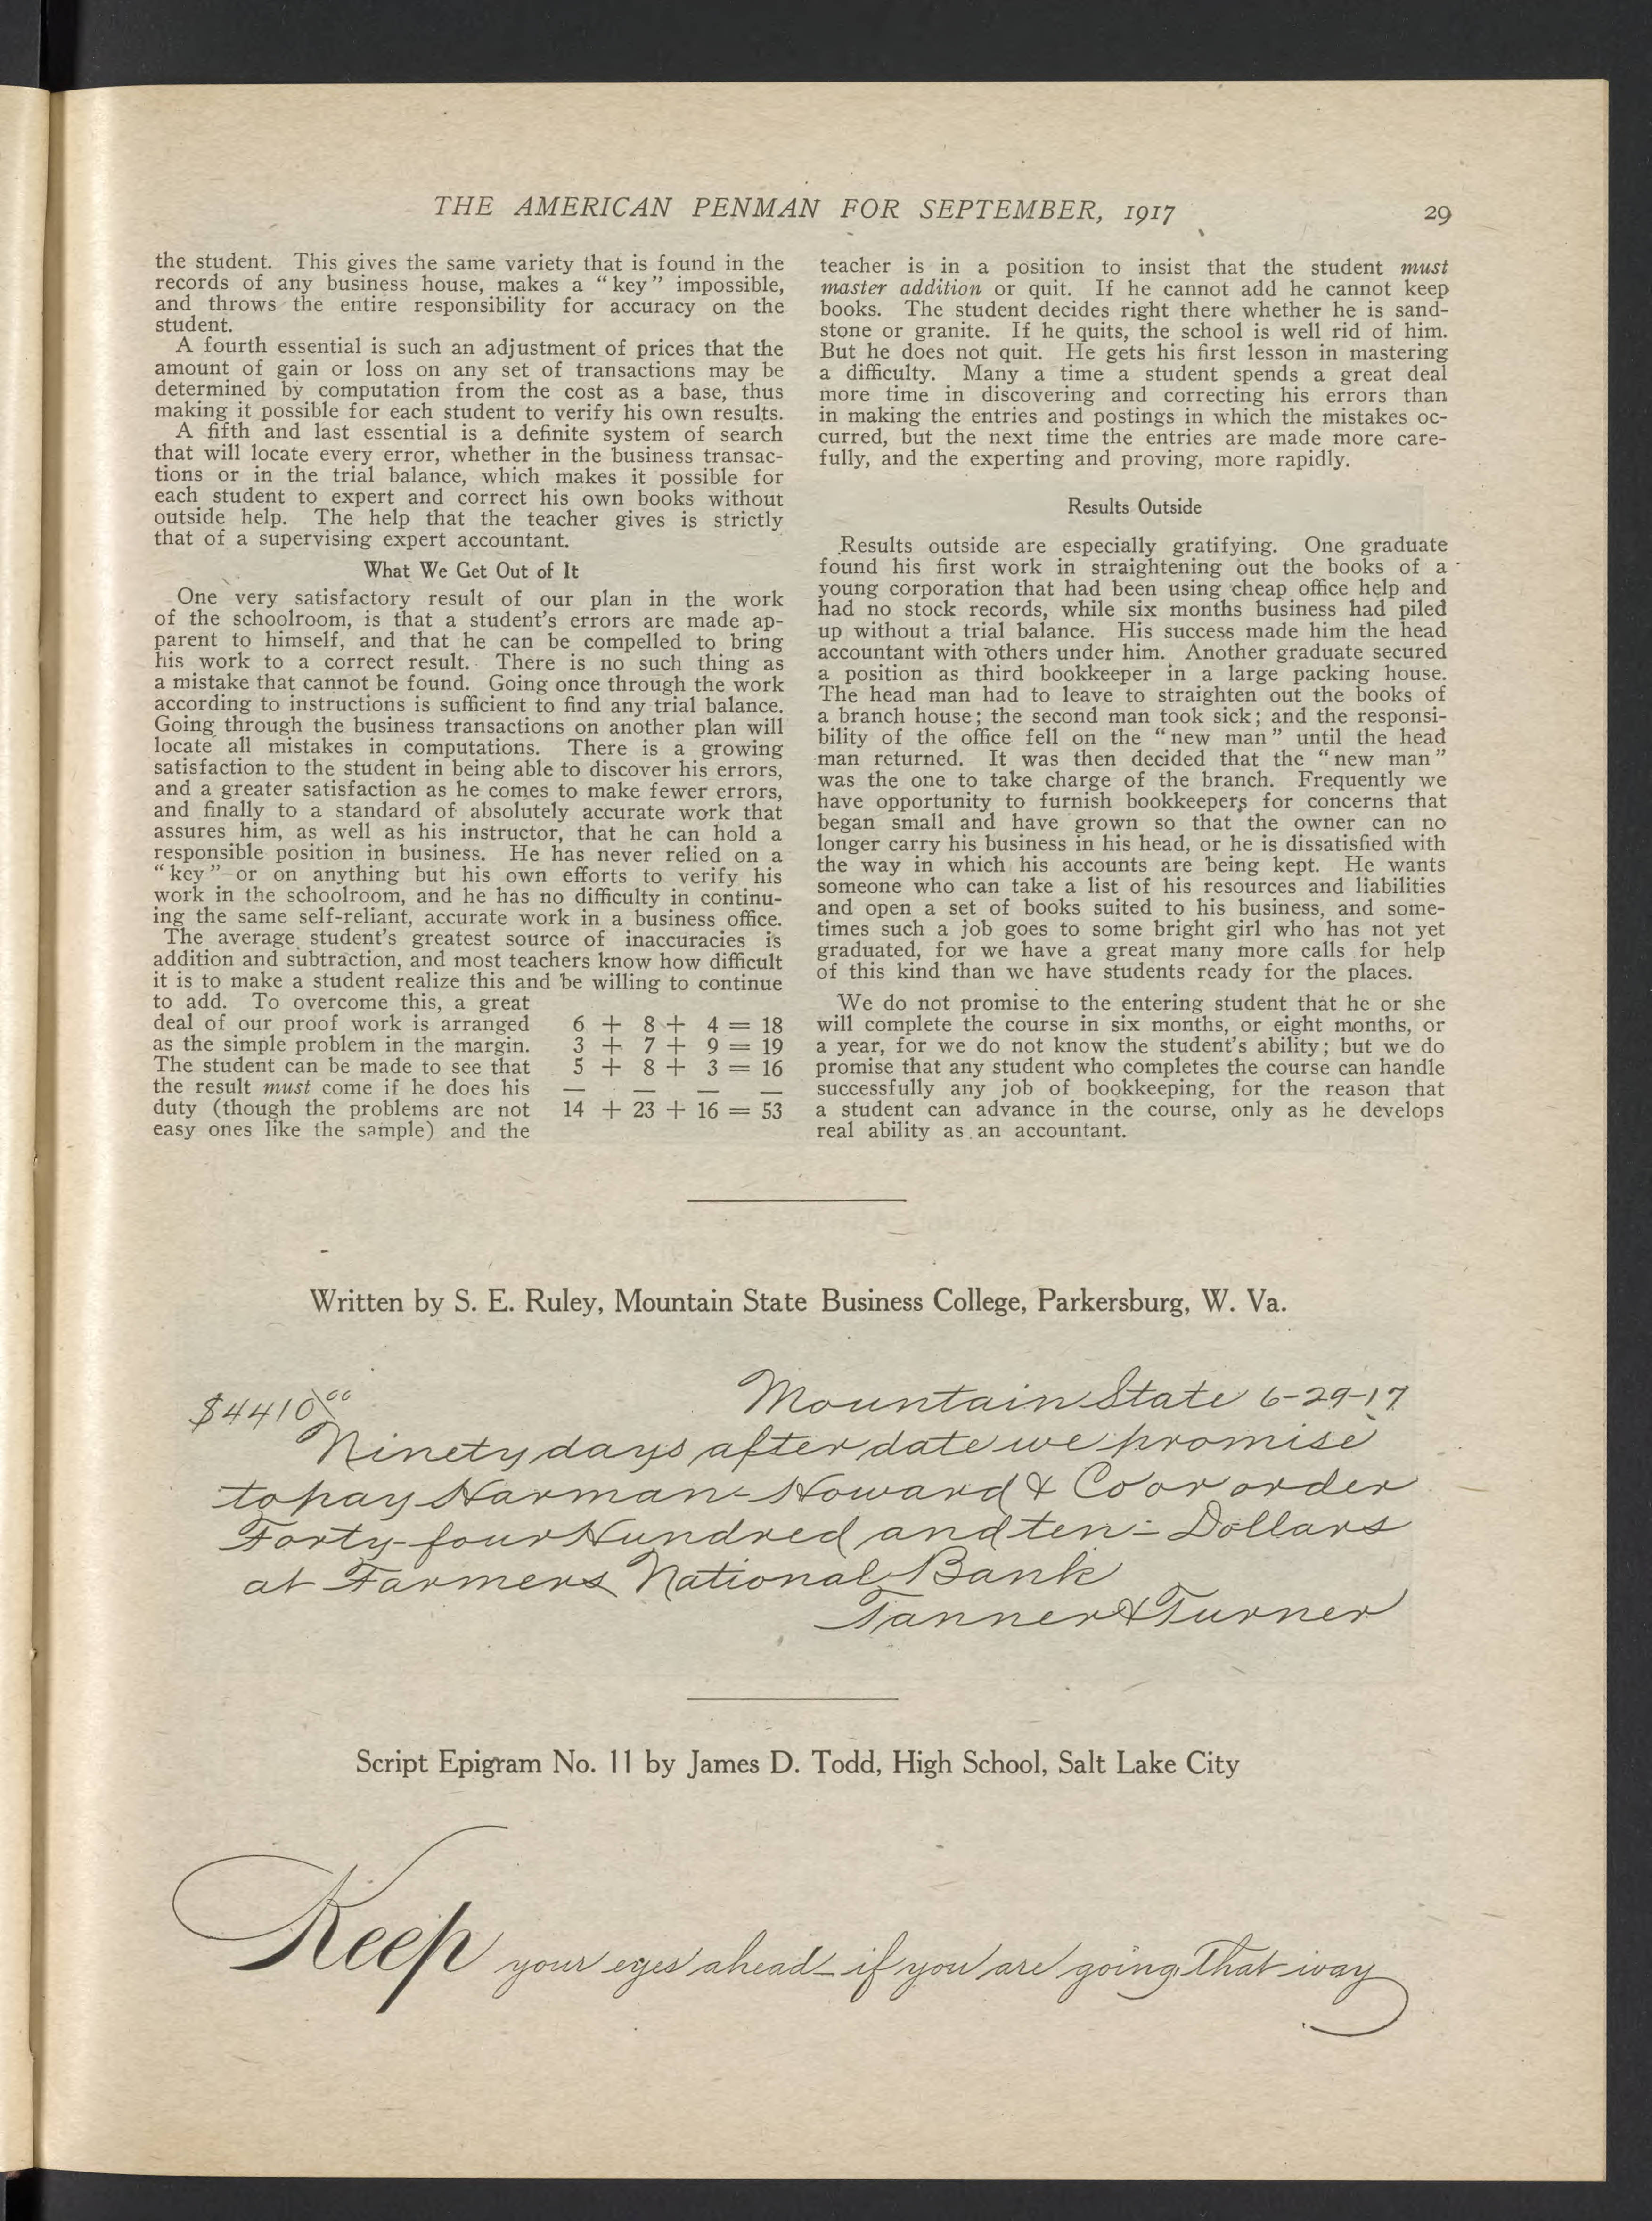 THE AMERICAN PENMAN FOR SEPTEMBER, 1917 29
the student. This gives the same variety that is found in the
records of any business house, makes a “key” impossible,
and throws the entire responsibility for accuracy on the
student.
A fourth essential is such an adjustment of prices that the
amount of gain or loss on any set of transactions may be
determined by computation from the cost as a base, thus
making it possible for each student to verify his own results.
A fifth and last essential is a definite system of search
that will locate every error, whether in the business transac-
tions or in the trial balance, which makes it possible for
each student to expert and correct his own books without
outside help. The help that the teacher gives is strictly
that of a supervising expert accountant.
What We Get Out of It
One very satisfactory result of our plan in the work
of the schoolroom, is that a student's errors are made ap-
parent to himself, and that he can be compelled to bring
his work to a correct result. There is no such thing as
a mistake that cannot be found. Going once through the work
according to instructions is sufficient to find any trial balance.
Going through the business transactions on another plan will
locate all mistakes in computations. There is a growing
satisfaction to the student in being able to discover his errors,
and a greater satisfaction as he comes to make fewer errors,
and finally to a standard of absolutely accurate work that
assures him, as well as his instructor, that he can hold a
responsible position in business. He has never relied on a
“key” or on anything but his own efforts to verify his
work in the schoolroom, and he has no difficulty in continu-
ing the same self-reliant, accurate work in a business office.
The average student's greatest source of inaccuracies is
addition and subtraction, and most teachers know how difficult
it is to make a student realize this and be willing to continue
to add. To overcome this, a great
deal of our proof work is arranged
as the simple problem in the margin.
The student can be made to see that
the result must come if he does his
duty (though the problems are not
easy ones like the sample) and the
6 + 8 + 4 = 18
3 + 7 + 9 = 19
5 + 8 + 3 = 16
— — — —
14 + 23 + 16 = 53
teacher is in a position to insist that the student must
master addition or quit. If he cannot add he cannot keep
books. The student decides right there whether he is sand-
stone or granite. If he quits, the school is well rid of him.
But he does not quit. He gets his first lesson in mastering
a difficulty. Many a time a student spends a great deal
more time in discovering and correcting his errors than
in making the entries and postings in which the mistakes oc-
curred, but the next time the entries are made more care-
fully, and the experting and proving, more rapidly.
Results Outside
Results outside are especially gratifying. One graduate
found his first work in straightening out the books of a
young corporation that had been using cheap office help and
had no stock records, while six months business had piled
up without a trial balance. His success made him the head
accountant with others under him. Another graduate secured
a position as third bookkeeper in a large packing house.
The head man had to leave to straighten out the books of
a branch house; the second man took sick; and the responsi-
bility of the office fell on the “new man” until the head
man returned. It was then decided that the “new man”
was the one to take charge of the branch. Frequently we
have opportunity to furnish bookkeepers for concerns that
began small and have grown so that the owner can no
longer carry his business in his head, or he is dissatisfied with
the way in which his accounts are being kept. He wants
someone who can take a list of his resources and liabilities
and open a set of books suited to his business, and some-
times such a job goes to some bright girl who has not yet
graduated, for we have a great many more calls for help
of this kind than we have students ready for the places.
We do not promise to the entering student that he or she
will complete the course in six months, or eight months, or
a year, for we do not know the student's ability; but we do
promise that any student who completes the course can handle
successfully any job of bookkeeping, for the reason that
a student can advance in the course, only as he develops
real ability as an accountant.
Written by S. E. Ruley, Mountain State Business College, Parkersburg, W. Va.
$4410 00 Mountain State 6-29-17
Ninety days after date we promise
to pay Harman-Howard & Co or order
Forty-four Hundred and ten - Dollars
at Farmers National Bank
Tanner & Turner
Script Epigram No. 11 by James D. Todd, High School, Salt Lake City
Keep your eyes ahead if you are going that way